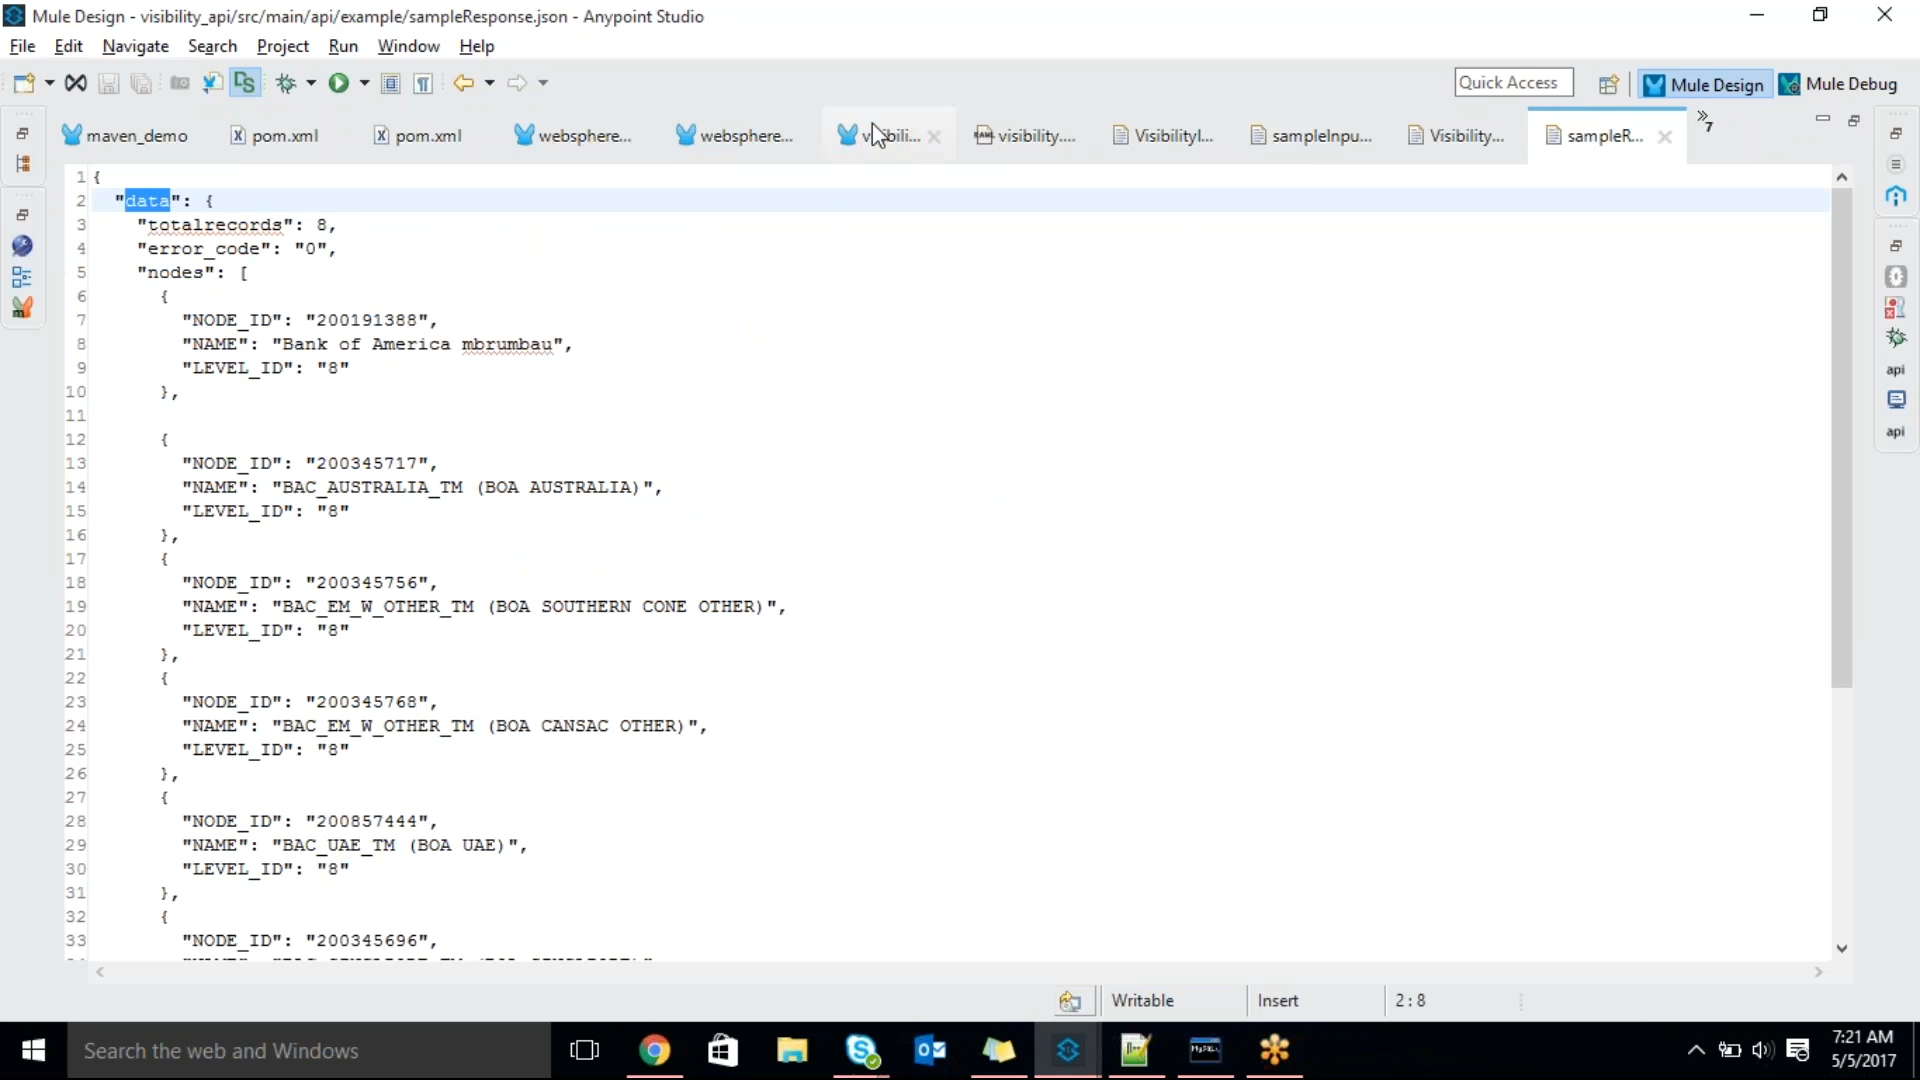 Mule Design - visibility_api/src/main/api/example/sampleResponse.json - Anypoint Studio
File Edit Navigate Search Project Run Window Help
Quick Access Mule Design Mule Debug
maven_demo pom.xml pom.xml websphere... websphere... visibility.... VisibilityI... sampleInpu... Visibility... sampleR... »7
1 {
2 "data": {
3 "totalrecords": 8,
4 "error_code": "0",
5 "nodes": [
6 {
7 "NODE_ID": "200191388",
8 "NAME": "Bank of America mbrumbau",
9 "LEVEL_ID": "8"
10 },
11
12 {
13 "NODE_ID": "200345717",
14 "NAME": "BAC_AUSTRALIA_TM (BOA AUSTRALIA)",
15 "LEVEL_ID": "8"
16 },
17 {
18 "NODE_ID": "200345756",
19 "NAME": "BAC_EM_W_OTHER_TM (BOA SOUTHERN CONE OTHER)",
20 "LEVEL_ID": "8"
21 },
22 {
23 "NODE_ID": "200345768",
24 "NAME": "BAC_EM_W_OTHER_TM (BOA CANSAC OTHER)",
25 "LEVEL_ID": "8"
26 },
27 {
28 "NODE_ID": "200857444",
29 "NAME": "BAC_UAE_TM (BOA UAE)",
30 "LEVEL_ID": "8"
31 },
32 {
33 "NODE_ID": "200345696",
api
api
Writable Insert 2 : 8
Search the web and Windows
7:21 AM
5/5/2017